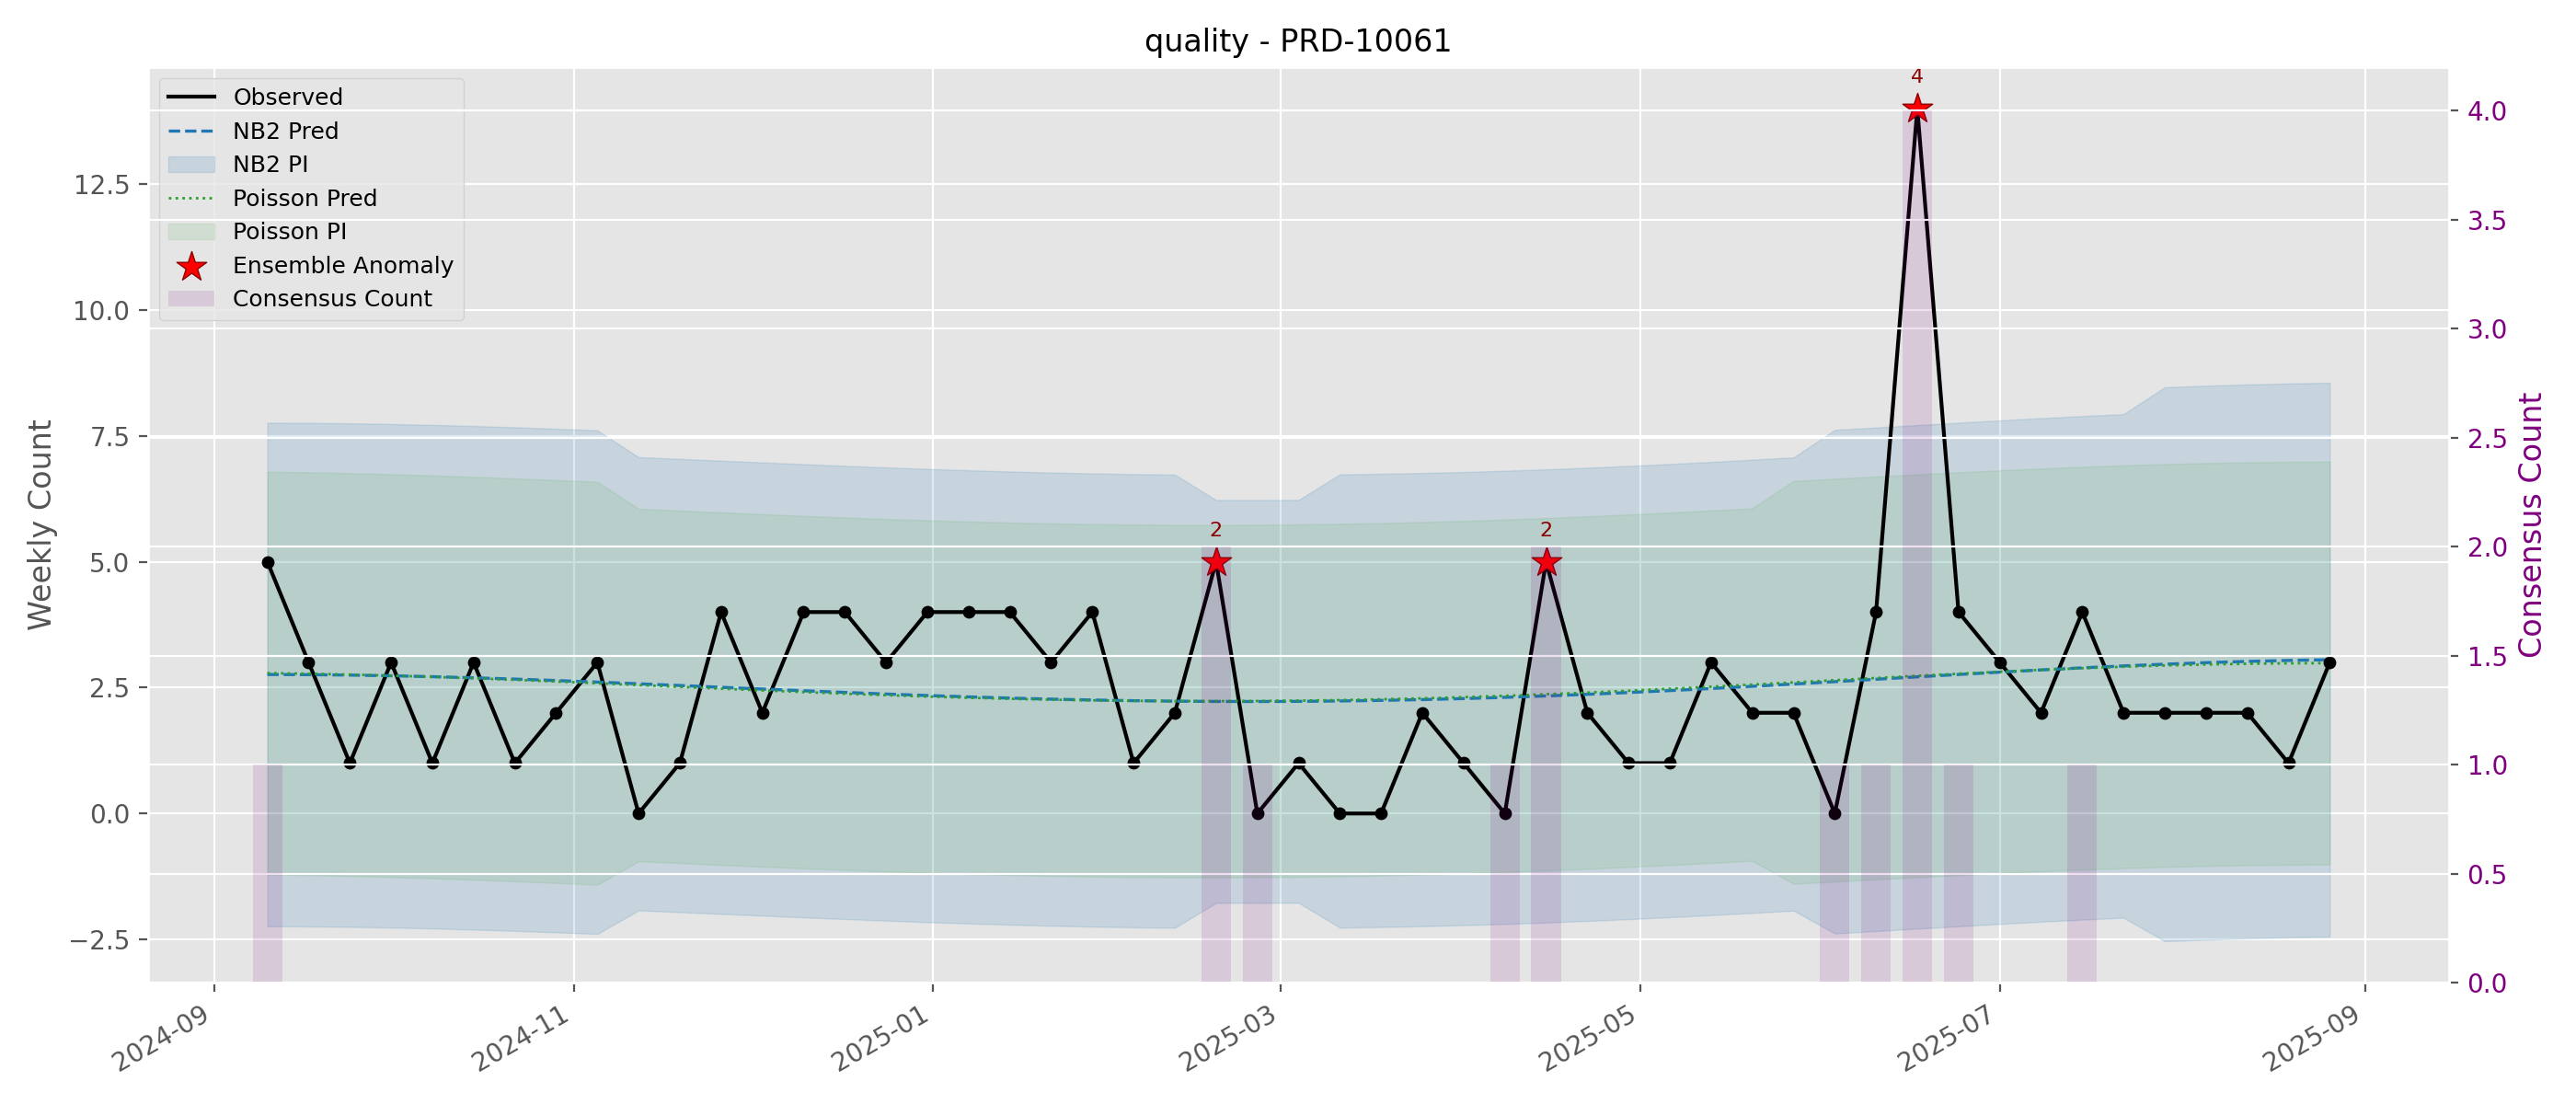 quality - PRD-10061
Observed
NB2 Pred
NB2 PI
Poisson Pred
Poisson PI
Ensemble Anomaly
Consensus Count
Weekly Count
12.5
10.0
7.5
5.0
2.5
0.0
−2.5
2
2
4
4.0
3.5
3.0
2.5
2.0
1.5
1.0
0.5
0.0
Consensus Count
2024-09
2024-11
2025-01
2025-03
2025-05
2025-07
2025-09